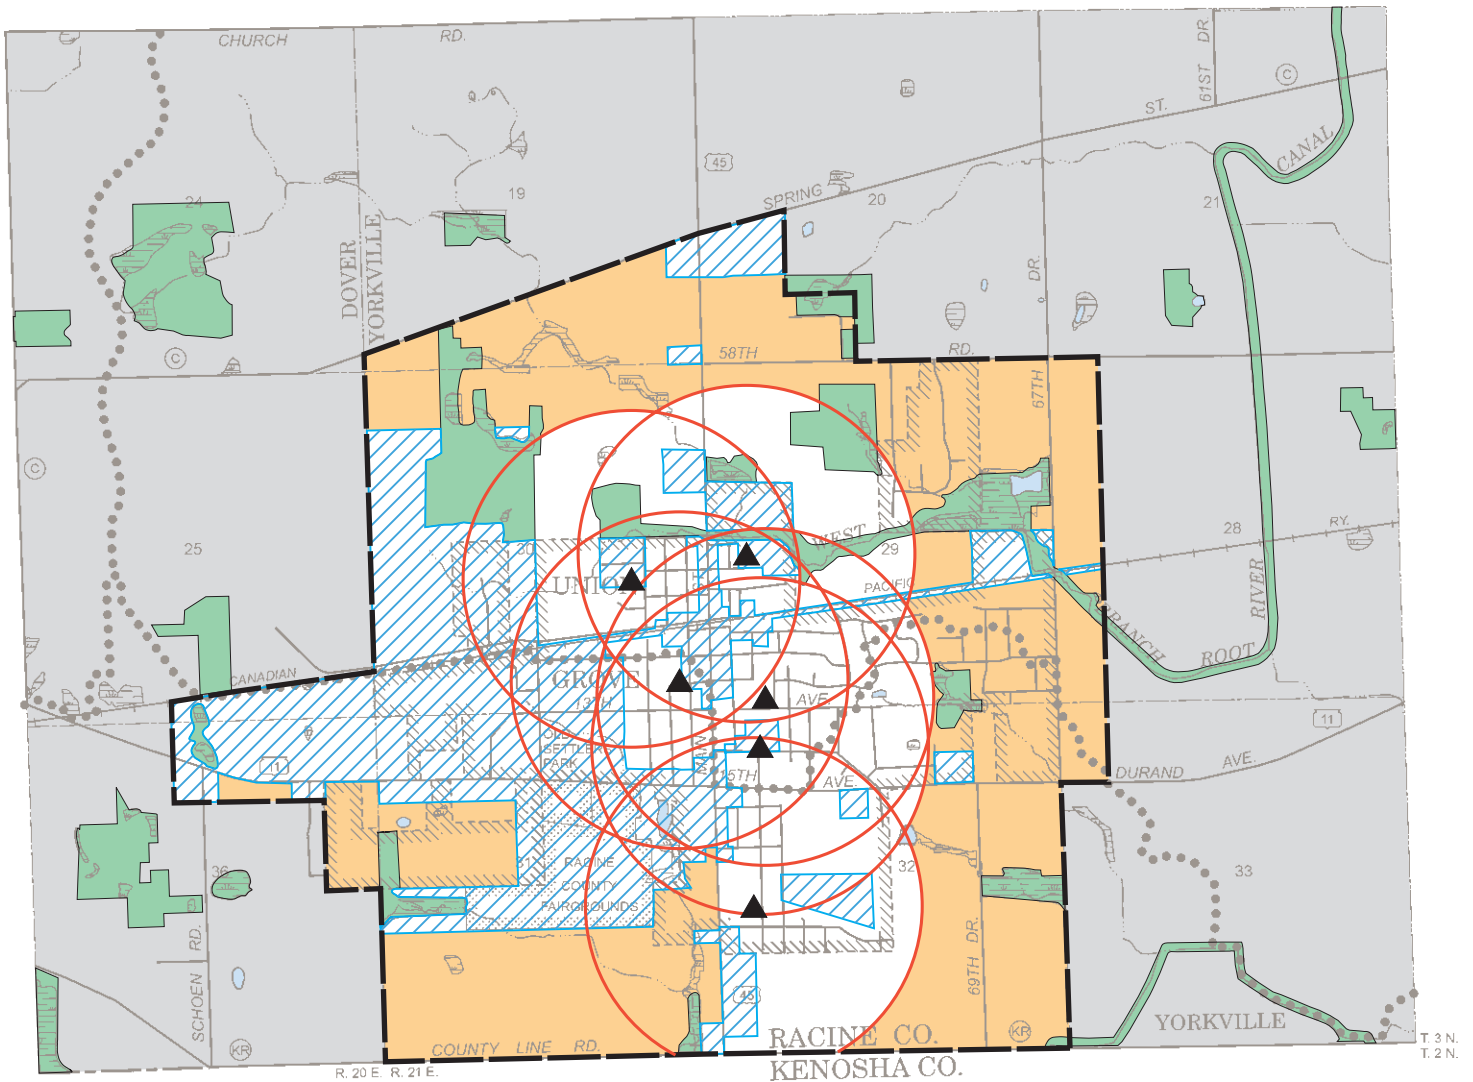 CHURCH RD.
61ST DR.
C
ST.
45
CANAL
SPRING
24
19
20
21
DOVER
YORKVILLE
DR.
C
58TH RD.
67TH
C
WEST
28
RY.
25
30
29
UNION
PACIFIC
RIVER
BRANCH
ROOT
CANADIAN
GROVE
13TH AVE.
11
OLD
SETTLER
PARK
MAIN
11
15TH AVE.
DURAND AVE.
36
31
RACINE
COUNTY
FAIRGROUNDS
32
33
SCHOEN RD.
69TH DR.
45
YORKVILLE
KR
COUNTY LINE RD.
RACINE CO.
KR
KENOSHA CO.
R. 20 E. R. 21 E.
T. 3 N.
T. 2 N.